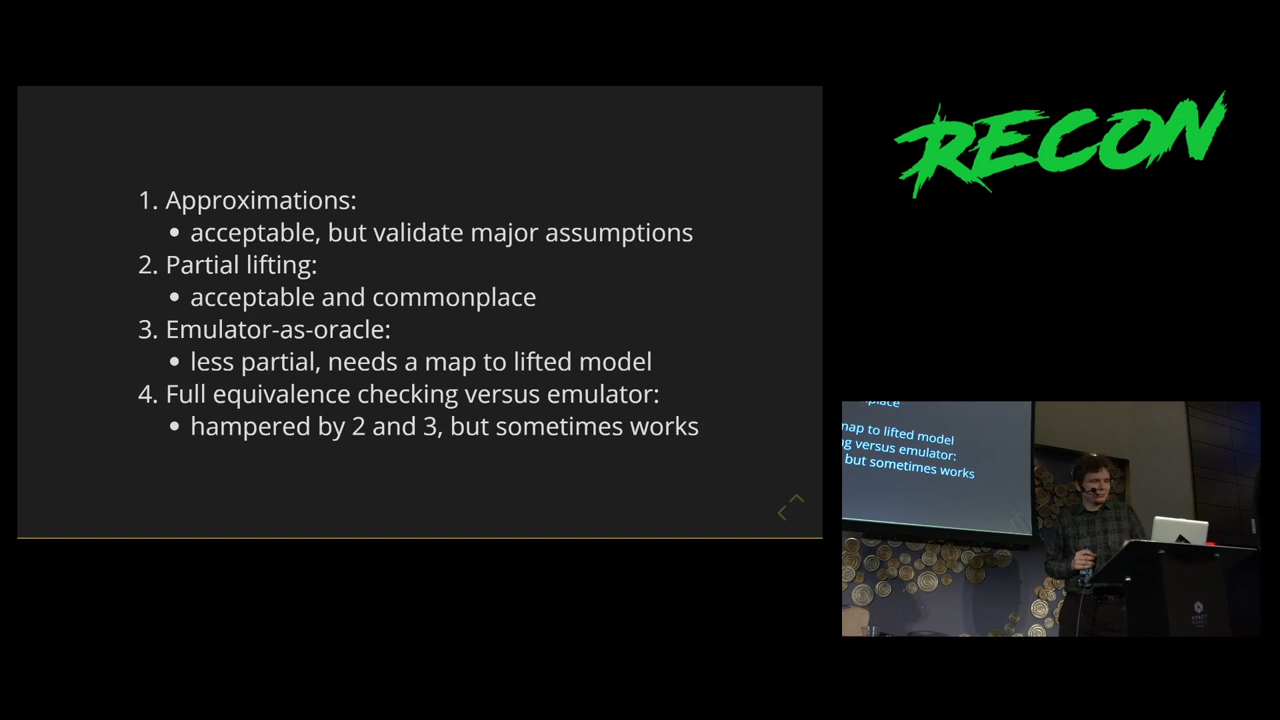 1. Approximations:
• acceptable, but validate major assumptions
2. Partial lifting:
• acceptable and commonplace
3. Emulator-as-oracle:
• less partial, needs a map to lifted model
4. Full equivalence checking versus emulator:
• hampered by 2 and 3, but sometimes works
RECON
map to lifted model
versus emulator:
but sometimes works
HYATT